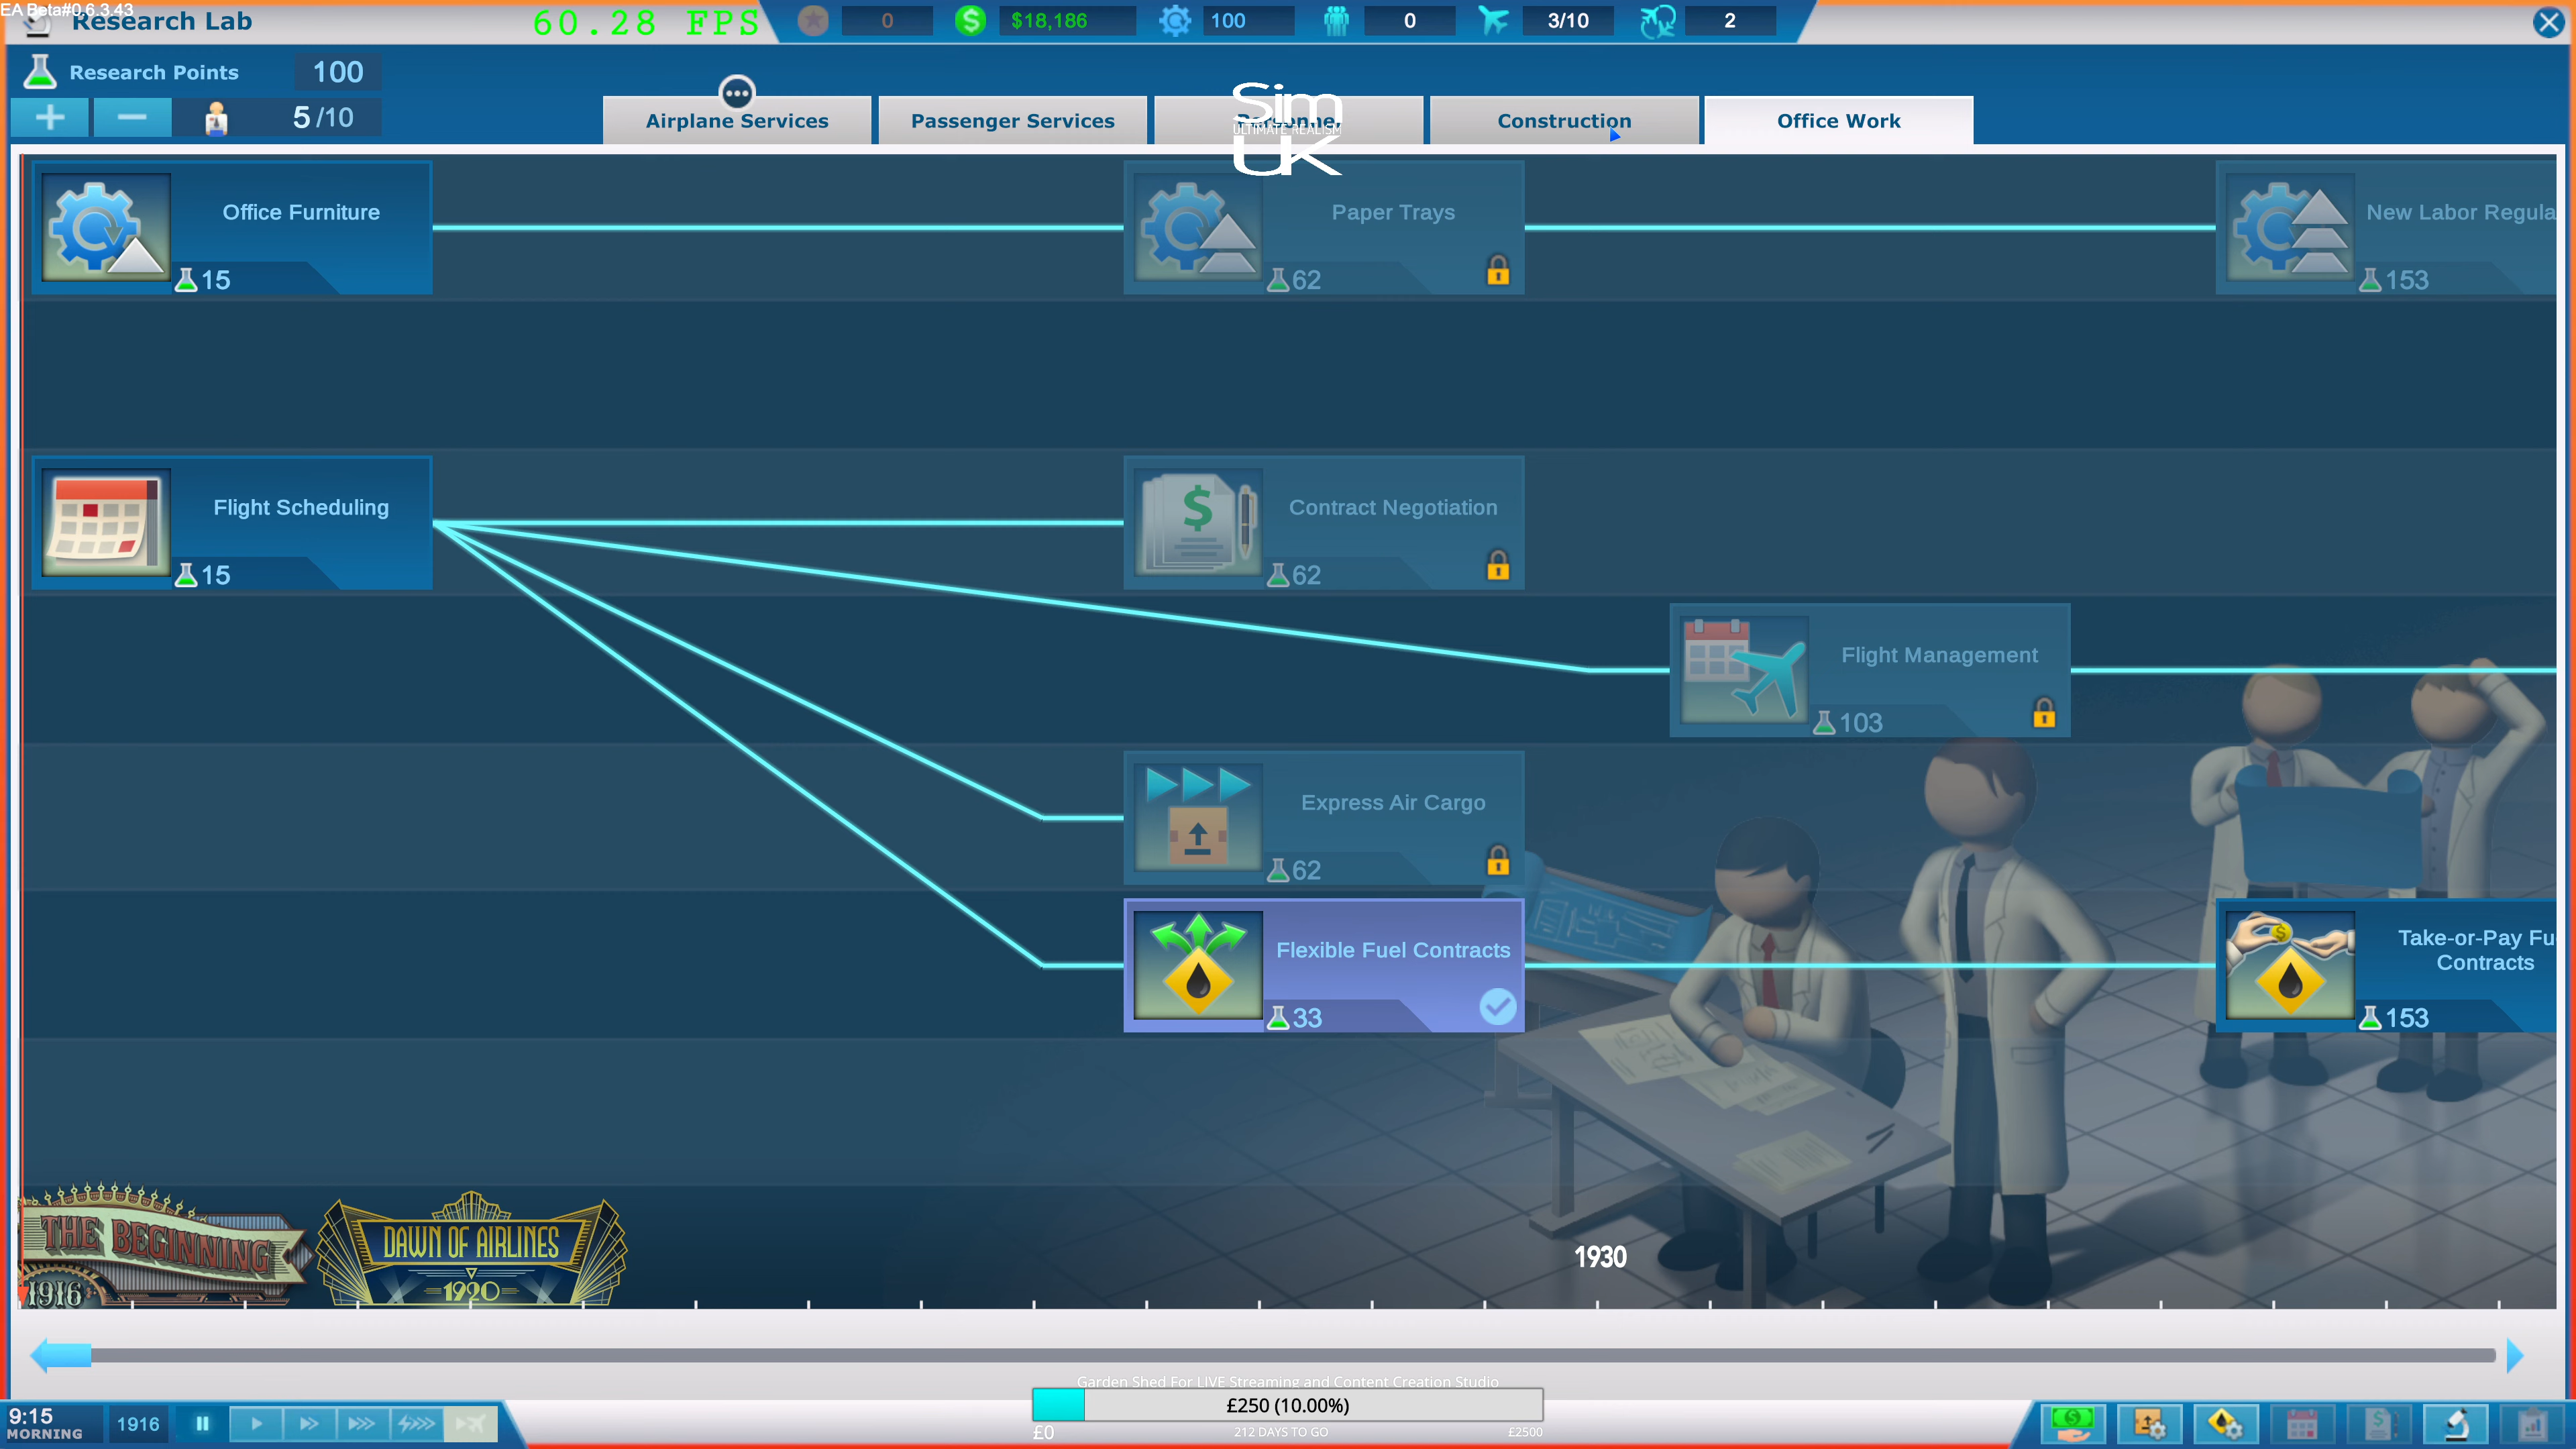 EA Beta#0.6.3.43
Research Lab
60.28 FPS
0
$18,186
100
0
3/10
2
Research Points
100
5/10
Airplane Services
Passenger Services
Construction
Office Work
Sim
ULTIMATE REALISM
UK
Office Furniture
15
Paper Trays
62
New Labor Regula
153
Flight Scheduling
15
Contract Negotiation
62
Flight Management
103
Express Air Cargo
62
Flexible Fuel Contracts
33
Take-or-Pay Fu
Contracts
153
THE BEGINNING
1916
DAWN OF AIRLINES
1920
1930
Garden Shed For LIVE Streaming and Content Creation Studio
£250 (10.00%)
£0
212 DAYS TO GO
£2500
9:15
MORNING
1916